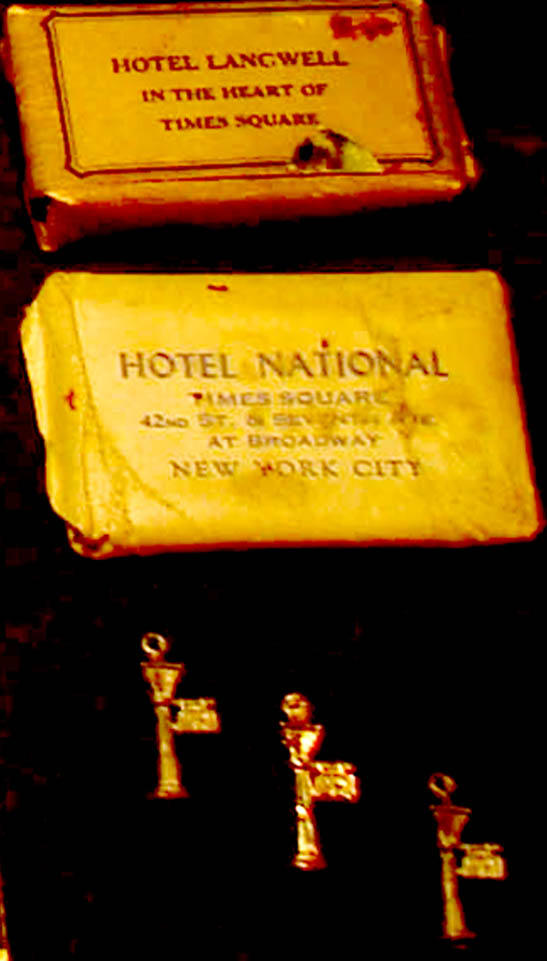 HOTEL LANGWELL
IN THE HEART OF
TIMES SQUARE
HOTEL NATIONAL
TIMES SQUARE
42ND ST. & SEVENTH AVE.
AT BROADWAY
NEW YORK CITY